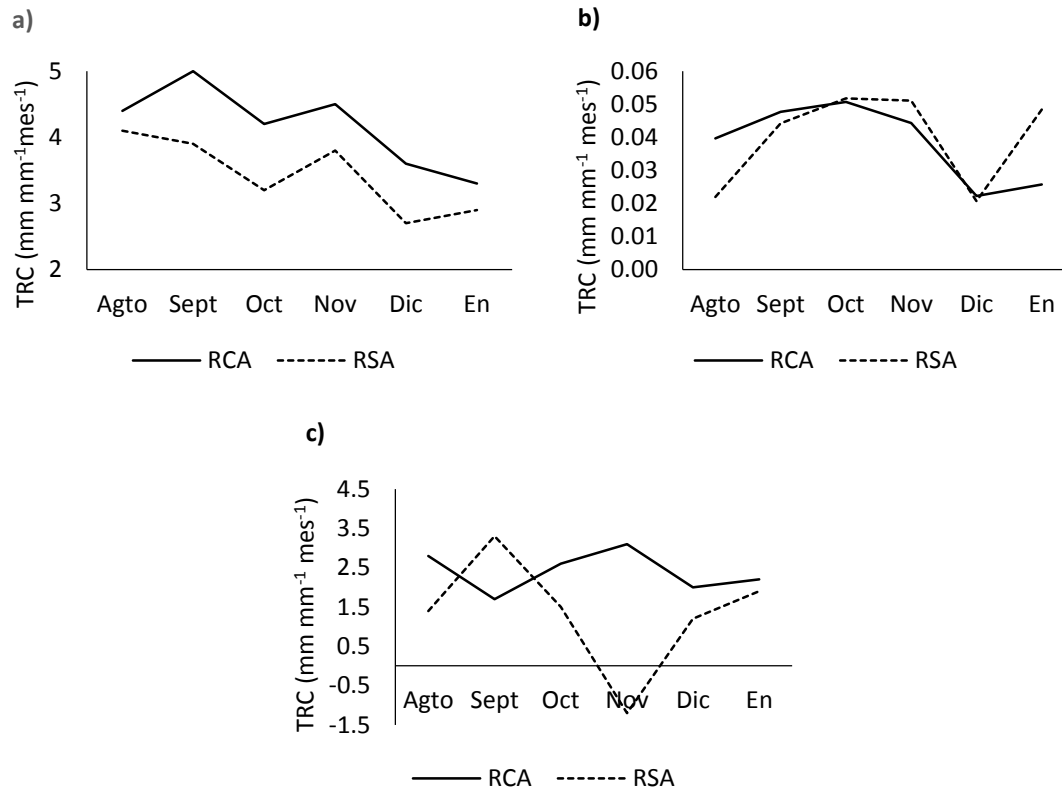 a)
TRC (mm mm⁻¹mes⁻¹)
5
4
3
2
Agto Sept Oct Nov Dic En
RCA RSA
b)
TRC (mm mm⁻¹ mes⁻¹)
0.06
0.05
0.04
0.03
0.02
0.01
0.00
Agto Sept Oct Nov Dic En
RCA RSA
c)
TRC (mm mm⁻¹ mes⁻¹)
4.5
3.5
2.5
1.5
0.5
-0.5
-1.5
Agto Sept Oct Nov Dic En
RCA RSA